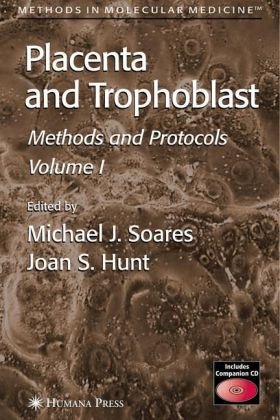 METHODS IN MOLECULAR MEDICINE™
Placenta
and Trophoblast
Methods and Protocols
Volume I
Edited by
Michael J. Soares
Joan S. Hunt
Includes
Companion CD
HUMANA PRESS